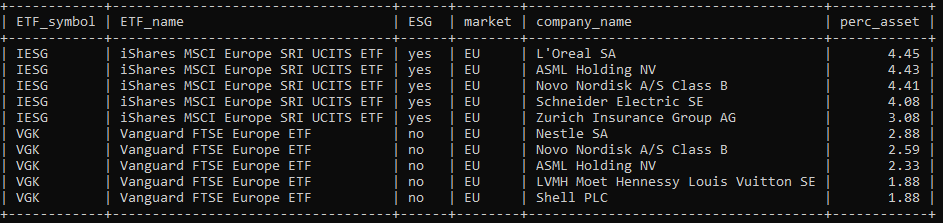 +------------+--------------------------------+-----+--------+------------------------------------+------------+
| ETF_symbol | ETF_name                       | ESG | market | company_name                       | perc_asset |
+------------+--------------------------------+-----+--------+------------------------------------+------------+
| IESG       | iShares MSCI Europe SRI UCITS ETF | yes | EU     | L'Oreal SA                         |       4.45 |
| IESG       | iShares MSCI Europe SRI UCITS ETF | yes | EU     | ASML Holding NV                    |       4.43 |
| IESG       | iShares MSCI Europe SRI UCITS ETF | yes | EU     | Novo Nordisk A/S Class B           |       4.41 |
| IESG       | iShares MSCI Europe SRI UCITS ETF | yes | EU     | Schneider Electric SE              |       4.08 |
| IESG       | iShares MSCI Europe SRI UCITS ETF | yes | EU     | Zurich Insurance Group AG          |       3.08 |
| VGK        | Vanguard FTSE Europe ETF       | no  | EU     | Nestle SA                          |       2.88 |
| VGK        | Vanguard FTSE Europe ETF       | no  | EU     | Novo Nordisk A/S Class B           |       2.59 |
| VGK        | Vanguard FTSE Europe ETF       | no  | EU     | ASML Holding NV                    |       2.33 |
| VGK        | Vanguard FTSE Europe ETF       | no  | EU     | LVMH Moet Hennessy Louis Vuitton SE |       1.88 |
| VGK        | Vanguard FTSE Europe ETF       | no  | EU     | Shell PLC                          |       1.88 |
+------------+--------------------------------+-----+--------+------------------------------------+------------+